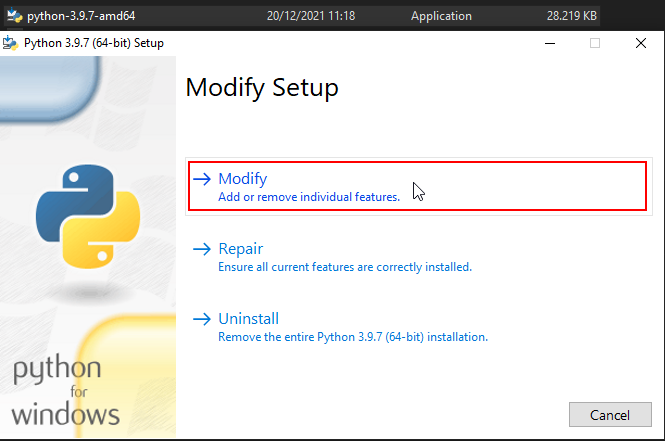 python-3.9.7-amd64 20/12/2021 11:18 Application 28.219 KB
Python 3.9.7 (64-bit) Setup
Modify Setup
Modify
Add or remove individual features.
Repair
Ensure all current features are correctly installed.
Uninstall
Remove the entire Python 3.9.7 (64-bit) installation.
python
for
windows
Cancel